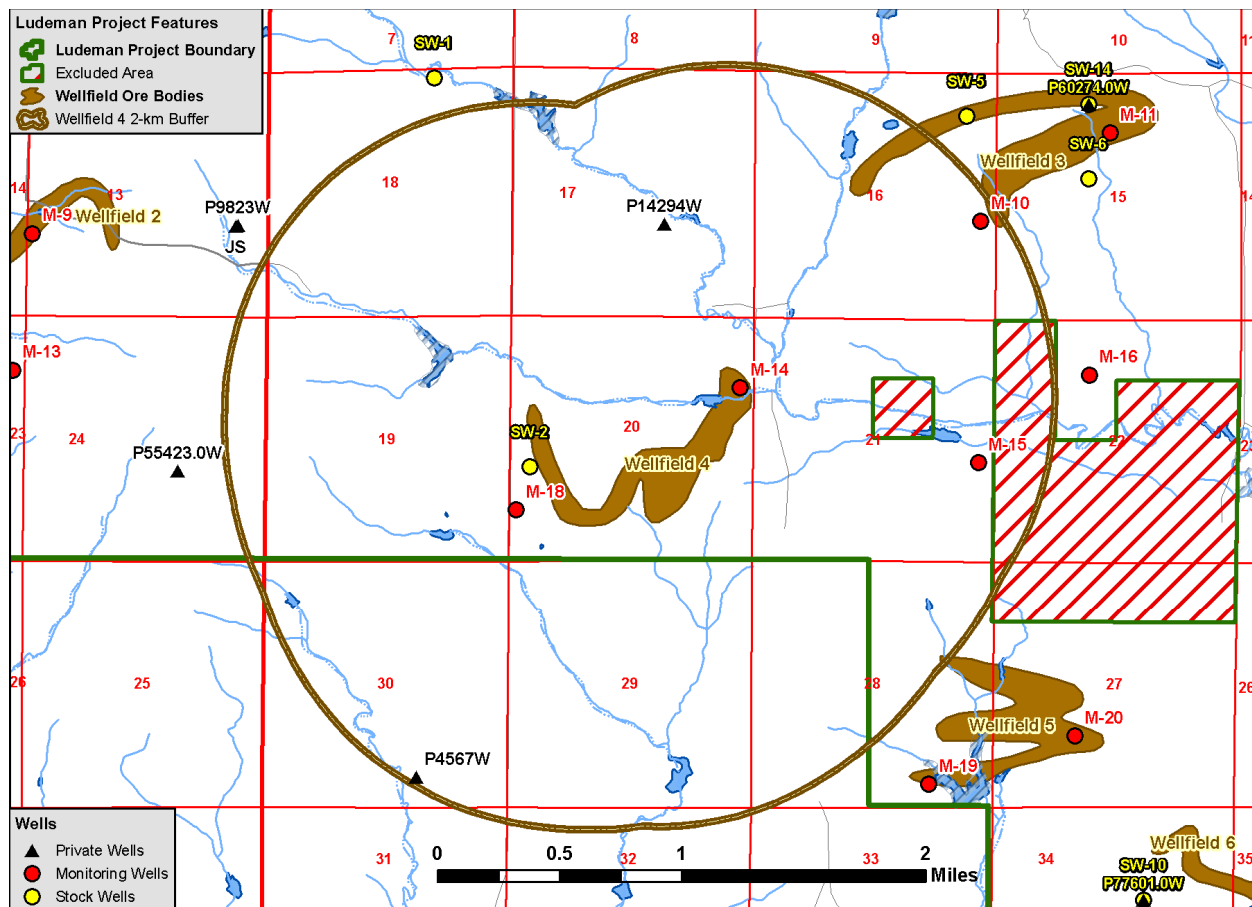 Ludeman Project Features
Ludeman Project Boundary
Excluded Area
Wellfield Ore Bodies
Wellfield 4 2-km Buffer
7
SW-1
8
9
10
11
SW-14
P60274.0W
SW-5
M-11
SW-6
Wellfield 3
14
13
18
17
16
15
14
M-9
Wellfield 2
P9823W
JS
P14294W
M-10
M-13
M-14
M-16
23
24
19
SW-2
20
21
22
23
P55423.0W
Wellfield 4
M-15
M-18
26
25
30
29
28
27
26
Wellfield 5
M-20
P4567W
M-19
Wells
Private Wells
Monitoring Wells
Stock Wells
31
32
33
34
35
0
0.5
1
2
Miles
Wellfield 6
SW-10
P77601.0W